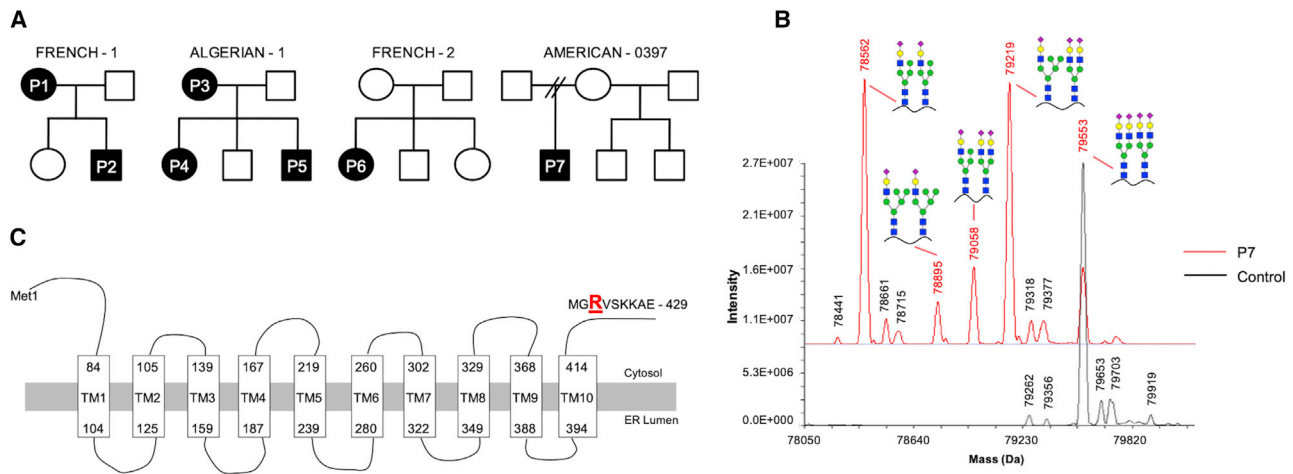 A
FRENCH - 1
ALGERIAN - 1
FRENCH - 2
AMERICAN - 0397
P1
P3
P2
P4
P5
P6
P7
B
78562
79219
79553
79058
78895
78441
78661
78715
79318
79377
79262
79356
79653
79703
79919
2.7E+007
2.1E+007
1.6E+007
1.1E+007
5.3E+006
0.0E+000
Intensity
78050
78640
79230
79820
Mass (Da)
P7
Control
C
Met1
MGRVSKKAE - 429
84
105
139
167
219
260
302
329
368
414
Cytosol
TM1
TM2
TM3
TM4
TM5
TM6
TM7
TM8
TM9
TM10
ER Lumen
104
125
159
187
239
280
322
349
388
394